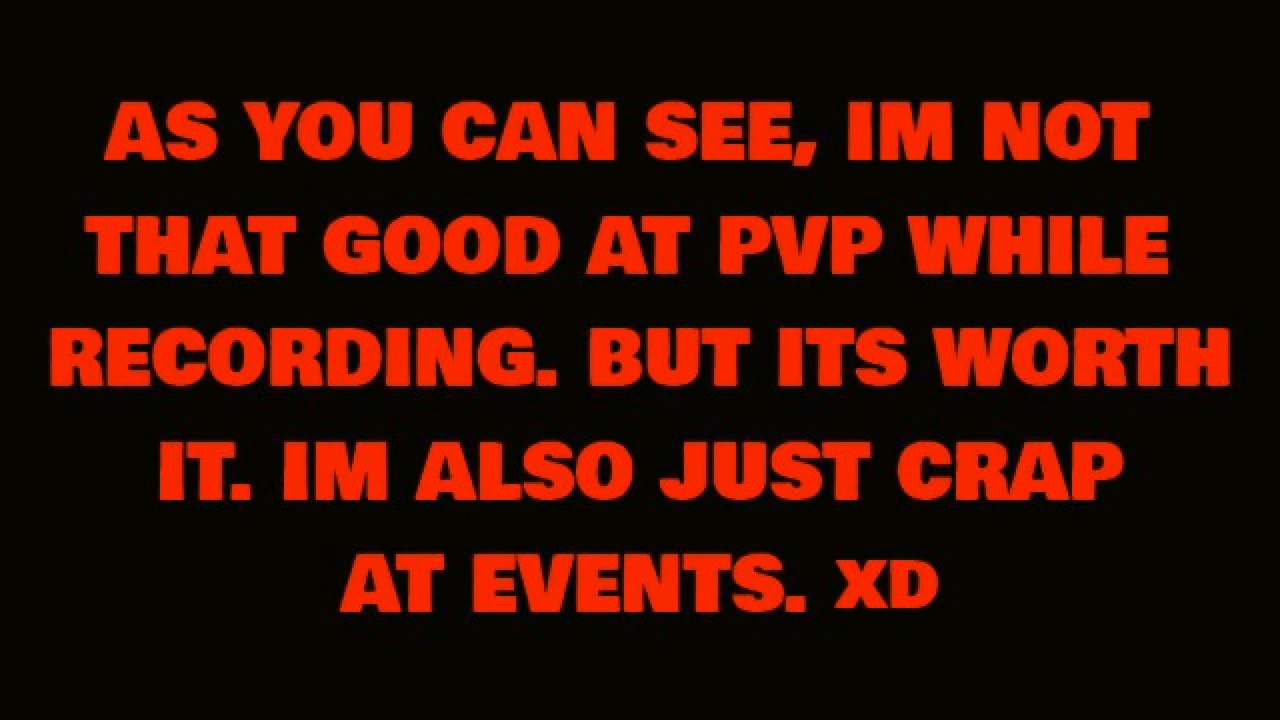 AS YOU CAN SEE, IM NOT
THAT GOOD AT PVP WHILE
RECORDING. BUT ITS WORTH
IT. IM ALSO JUST CRAP
AT EVENTS. XD